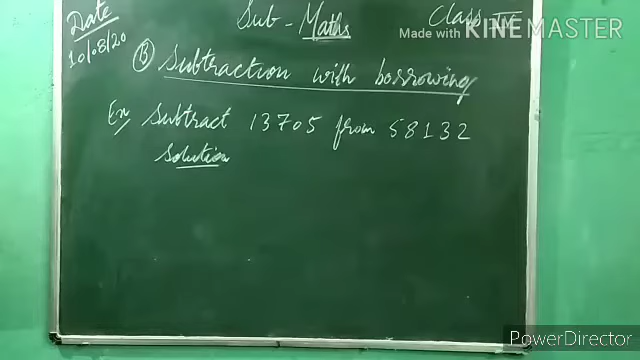 Date
10/08/20
Sub - Maths
Class - IV
Made with KINEMASTER
(B) Subtraction with borrowing
Ex, Subtract 13705 from 58132
Solution
PowerDirector